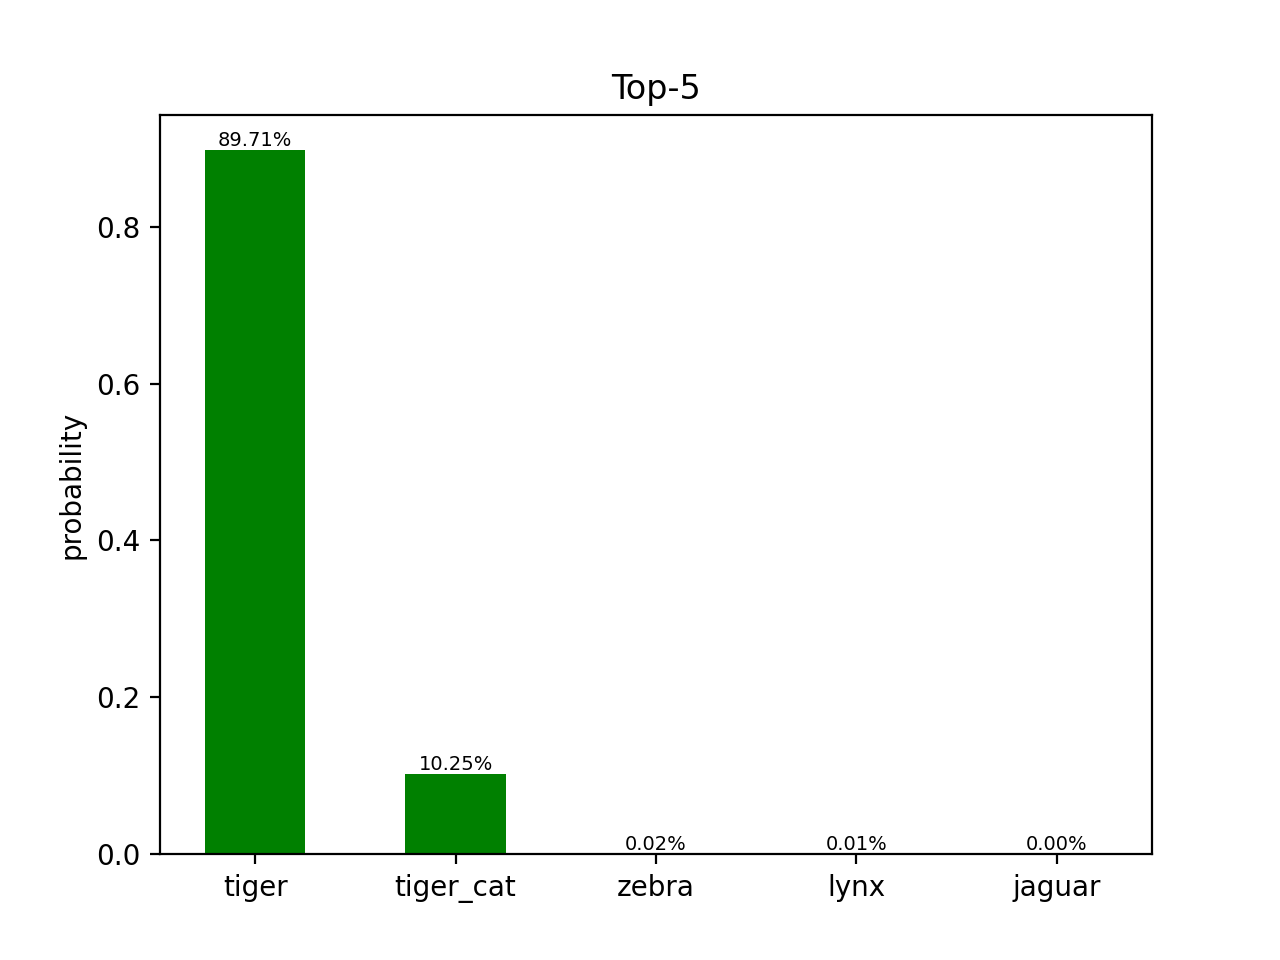 Top-5
89.71%
0.8
0.6
probability
0.4
0.2
10.25%
0.0
0.02%
0.01%
0.00%
tiger
tiger_cat
zebra
lynx
jaguar